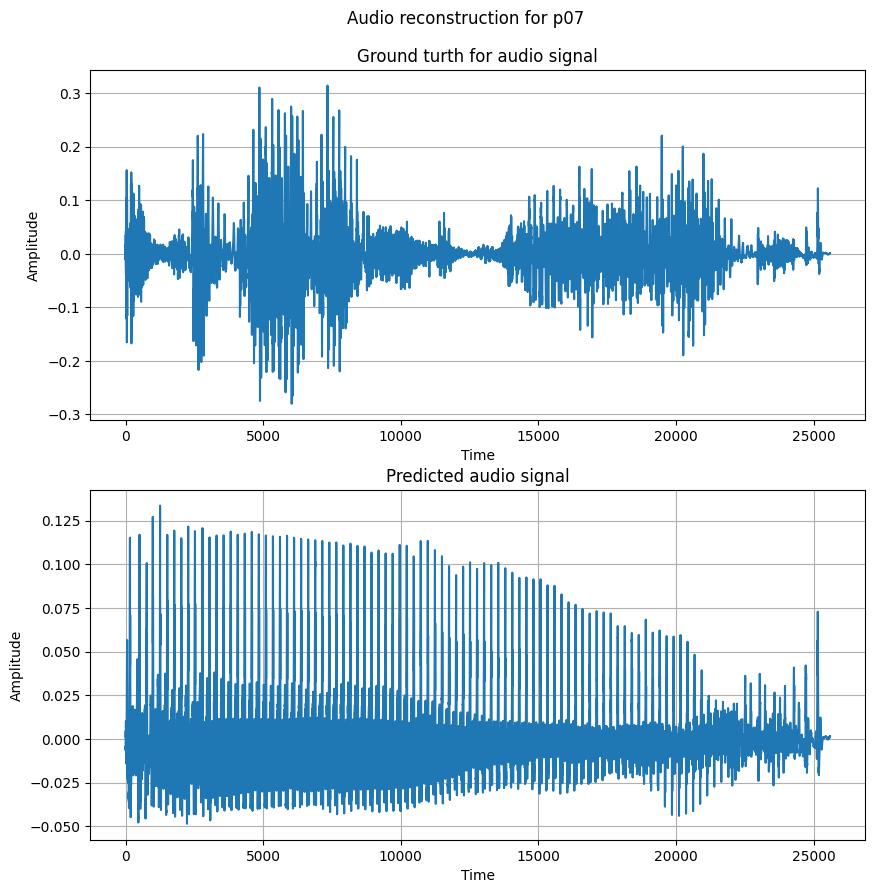 Audio reconstruction for p07
Ground turth for audio signal
0.3
0.2
0.1
0.0
−0.1
−0.2
−0.3
Amplitude
0 5000 10000 15000 20000 25000
Time
Predicted audio signal
0.125
0.100
0.075
0.050
0.025
0.000
−0.025
−0.050
Amplitude
0 5000 10000 15000 20000 25000
Time